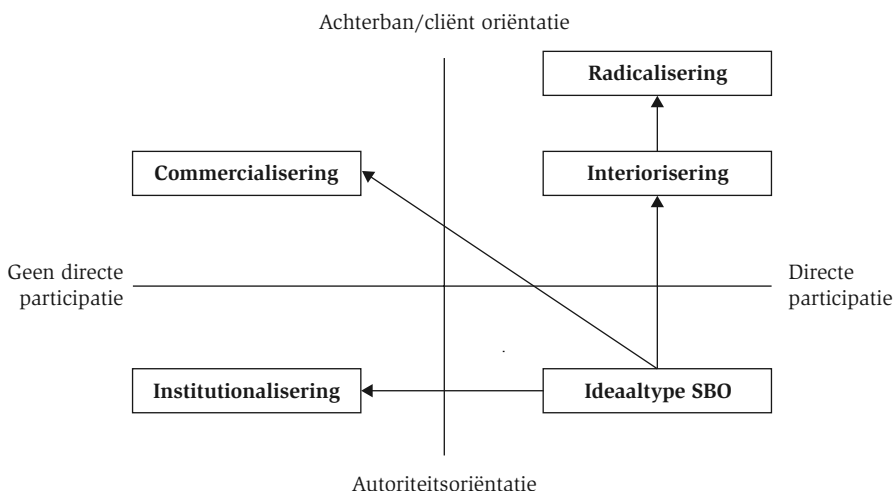 Achterban/cliënt oriëntatie
Radicalisering
Commercialisering
Interiorisering
Geen directe
participatie
Directe
participatie
Institutionalisering
Ideaaltype SBO
Autoriteitsoriëntatie